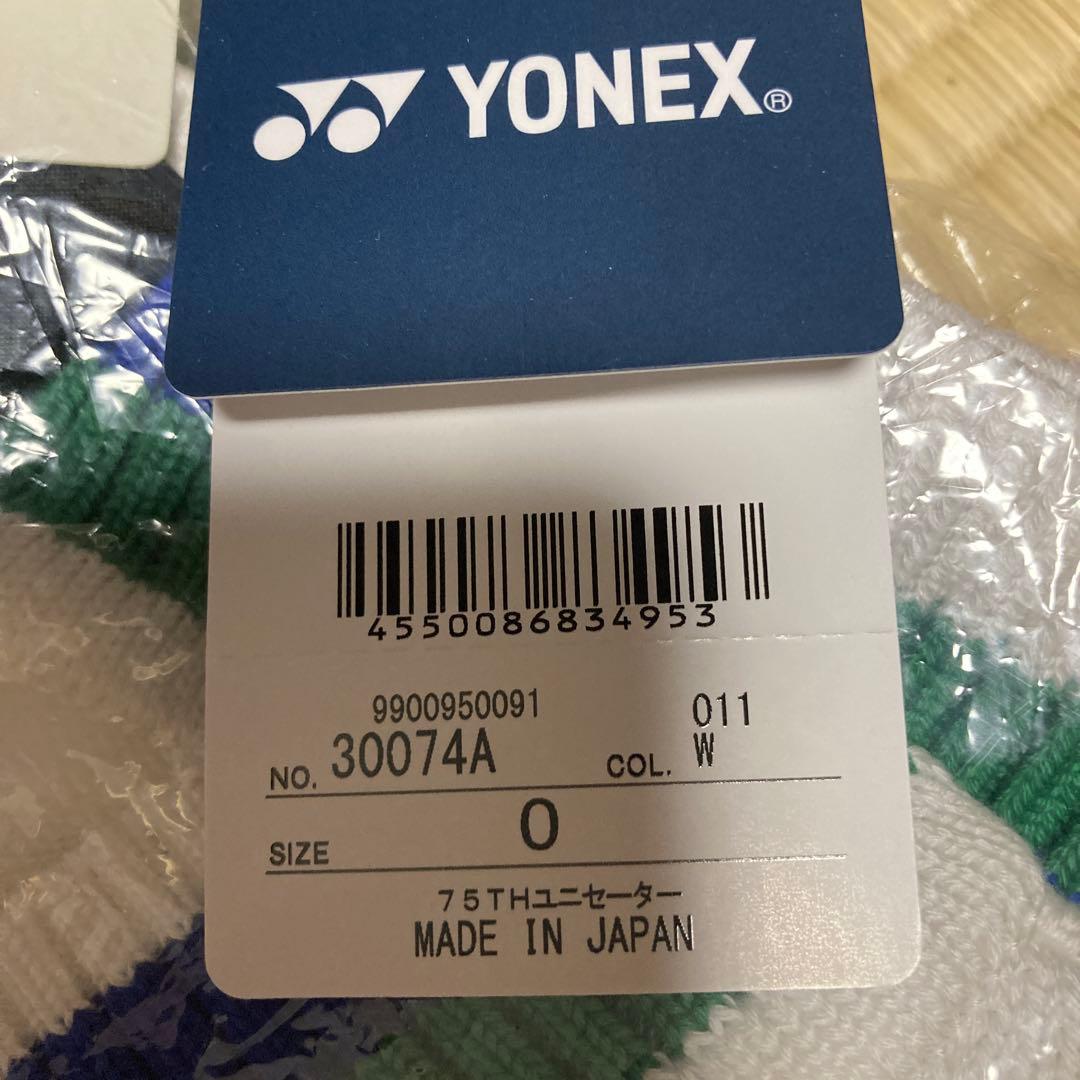 YONEX®
4550086834953
9900950091 011
NO. 30074A COL. W
SIZE O
75THユニセーター
MADE IN JAPAN